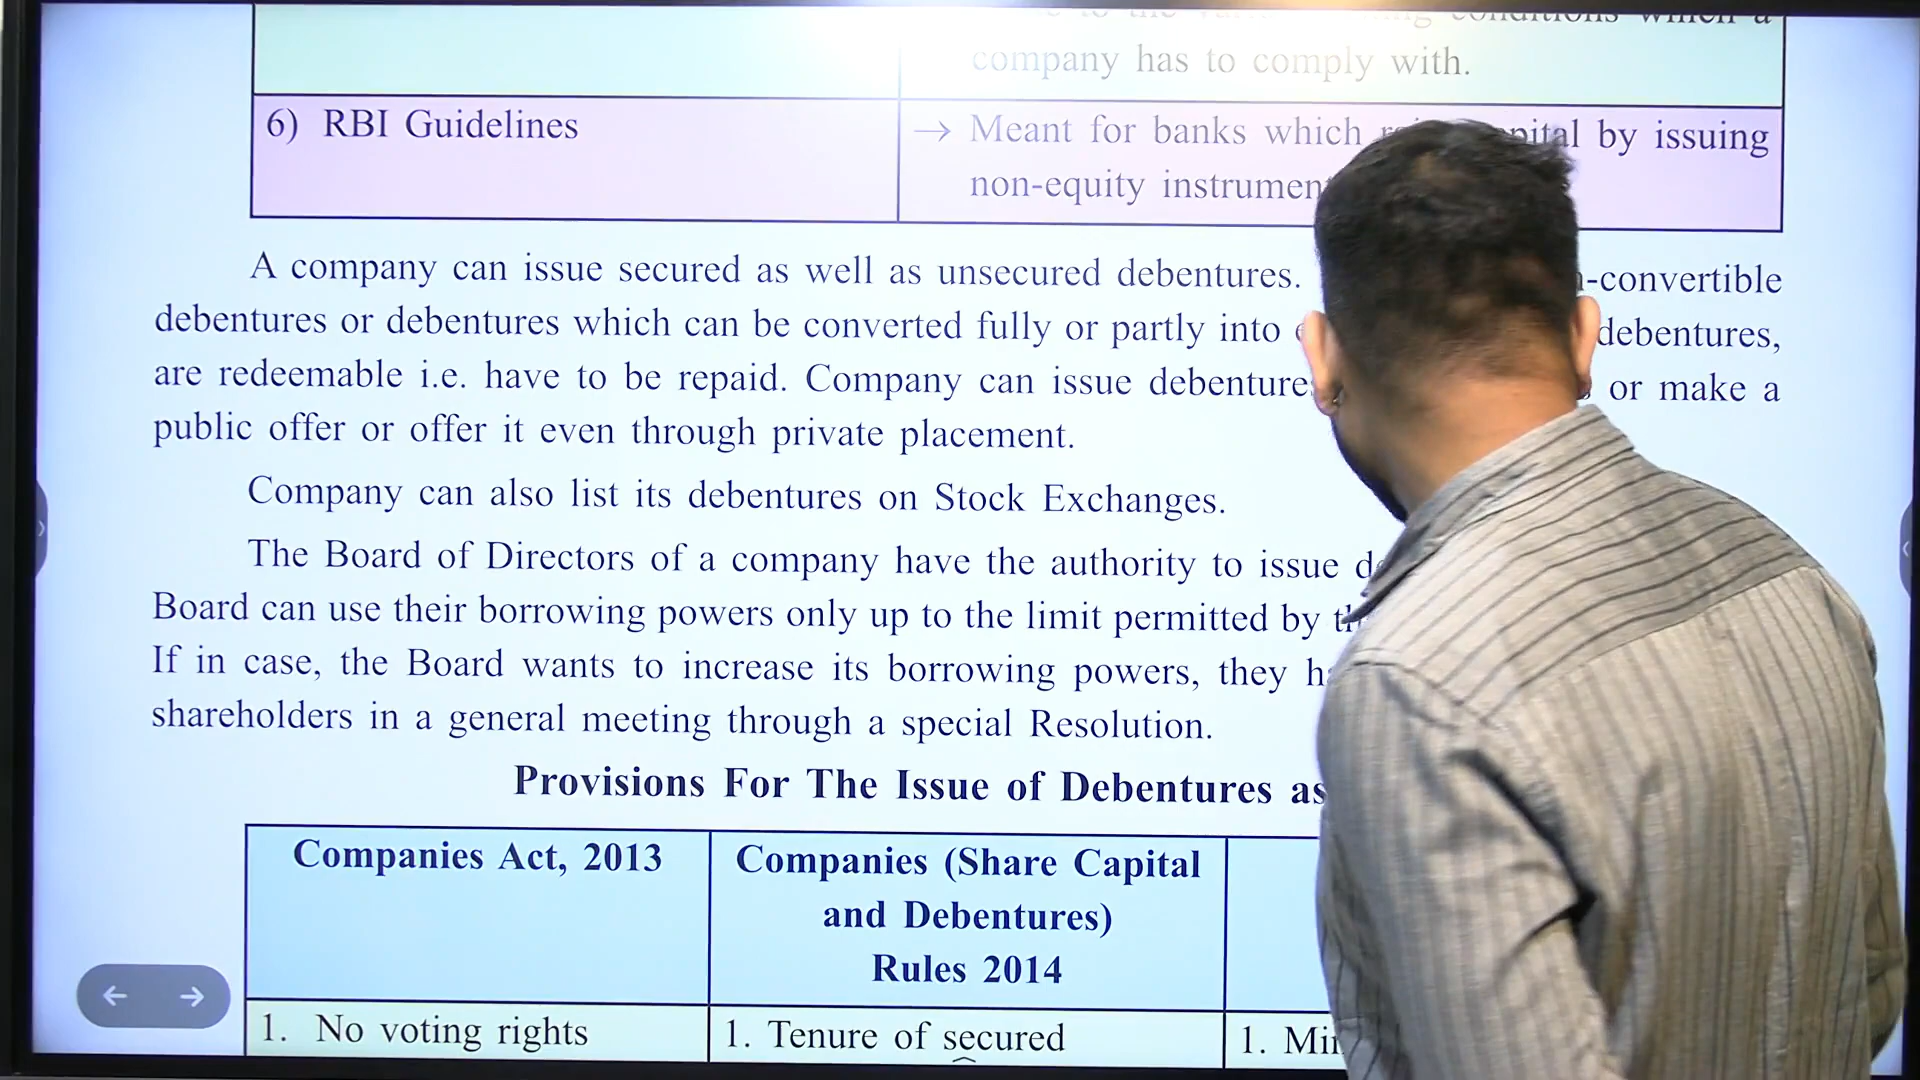 conditions which a
company has to comply with.
6) RBI Guidelines
→ Meant for banks which by issuing
non-equity
A company can issue secured as well as unsecured debentures.
debentures or debentures which can be converted fully or partly into debentures,
are redeemable i.e. have to be repaid. Company can issue or make a
public offer or offer it even through private placement.
Company can also list its debentures on Stock Exchanges.
The Board of Directors of a company have the authority to issue
Board can use their borrowing powers only up to the limit permitted by
If in case, the Board wants to increase its borrowing powers, they
shareholders in a general meeting through a special Resolution.
Provisions For The Issue of Debentures as
Companies Act, 2013
Companies (Share Capital
and Debentures)
Rules 2014
1. No voting rights
1. Tenure of secured
1.